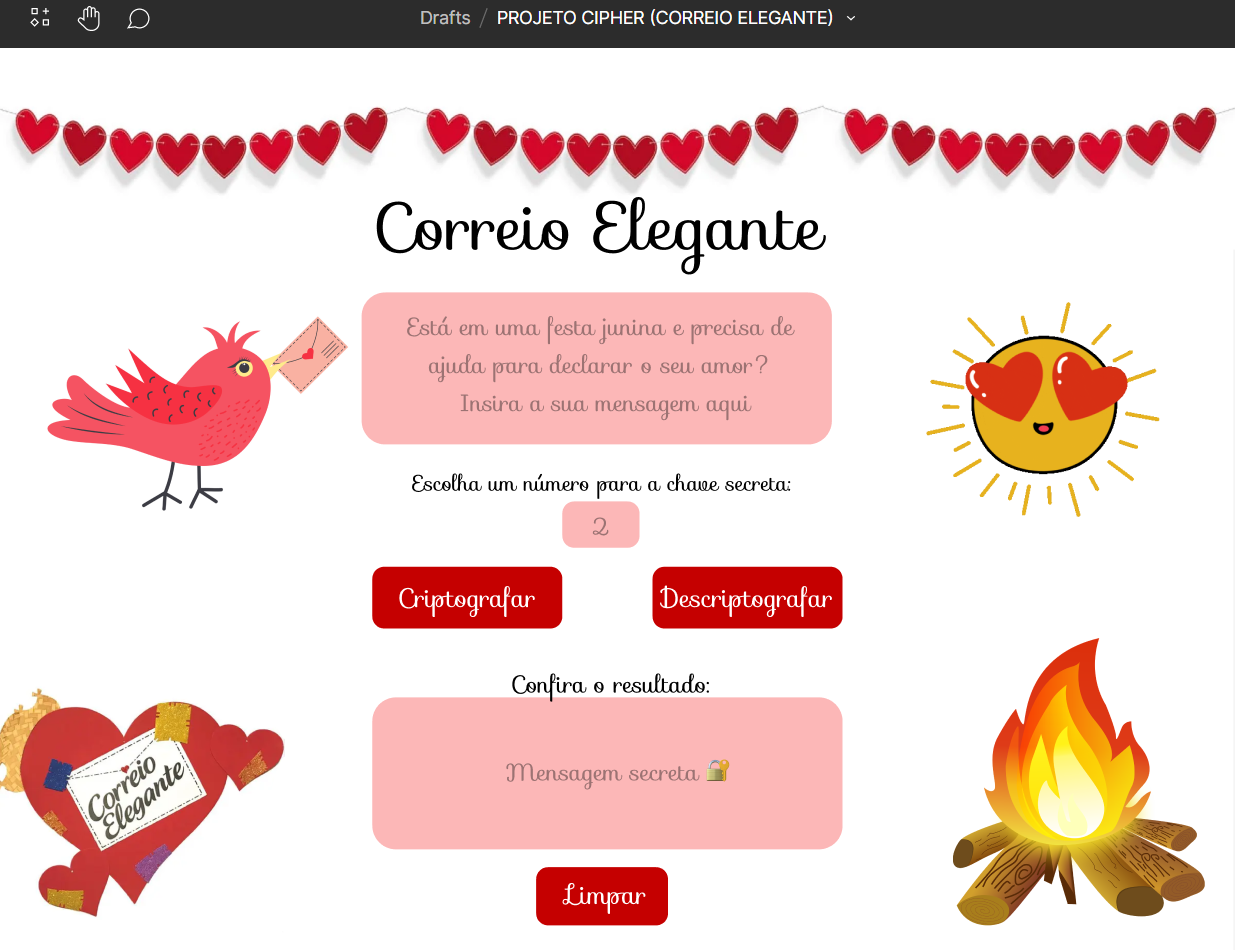 Drafts / PROJETO CIPHER (CORREIO ELEGANTE)
Correio Elegante
Está em uma festa junina e precisa de
ajuda para declarar o seu amor?
Insira a sua mensagem aqui
Escolha um número para a chave secreta:
2
Criptografar
Descriptografar
Confira o resultado:
Correio
Elegante
Mensagem secreta 🔐
Limpar